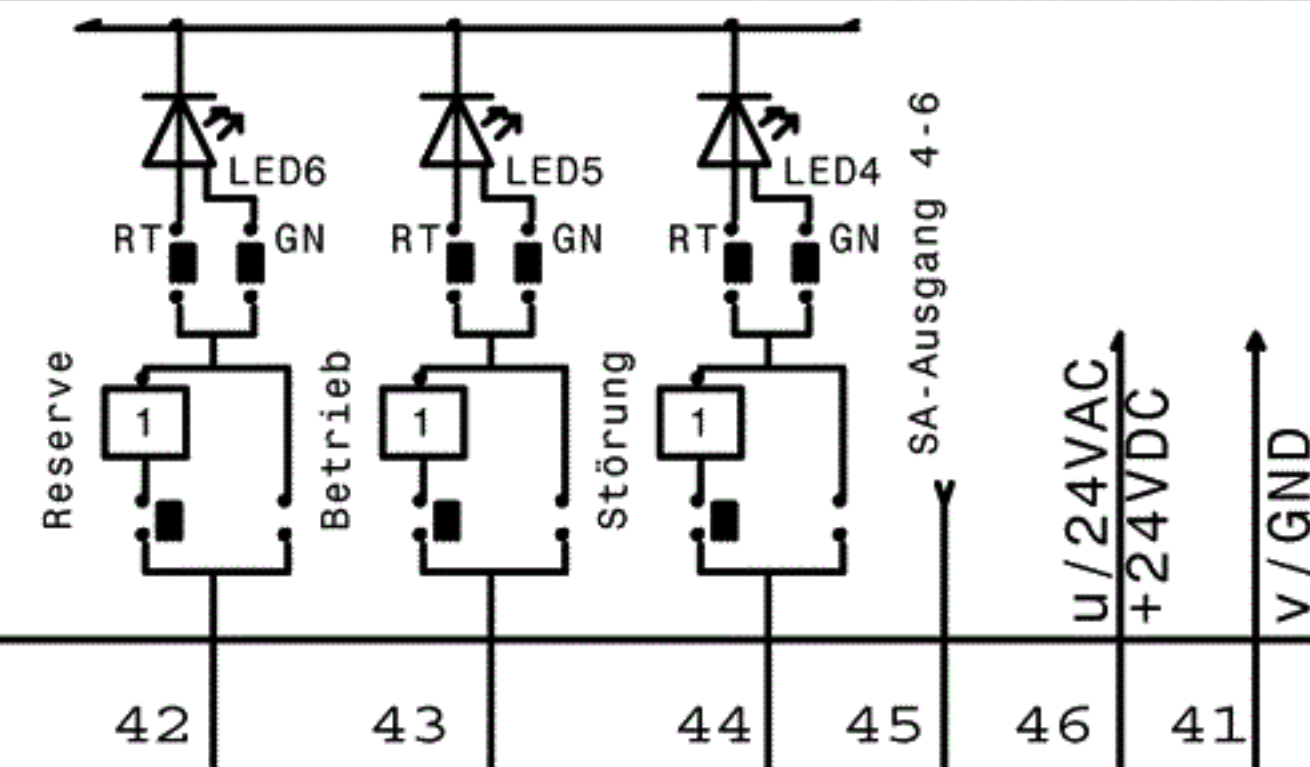 LED6
LED5
LED4
RT
GN
RT
GN
RT
GN
SA-Ausgang 4-6
Reserve
1
Betrieb
1
Störung
1
u/24VAC
+24VDC
v/GND
42
43
44
45
46
41